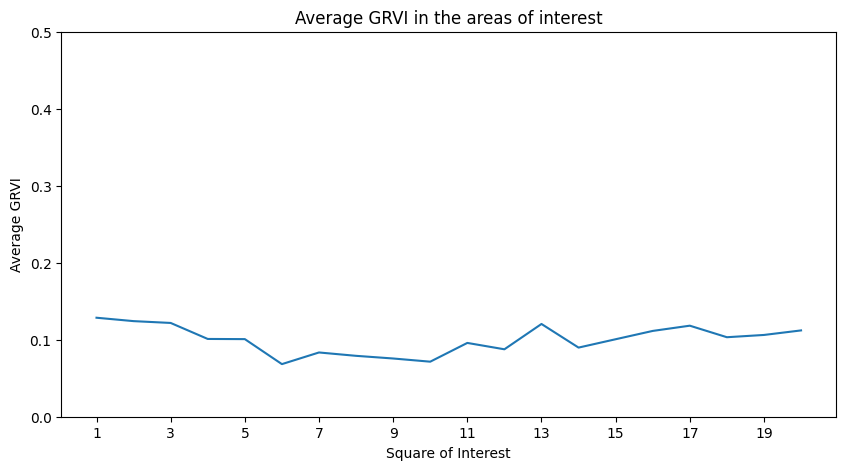 Average GRVI in the areas of interest
0.5
0.4
0.3
0.2
0.1
0.0
Average GRVI
1 3 5 7 9 11 13 15 17 19
Square of Interest